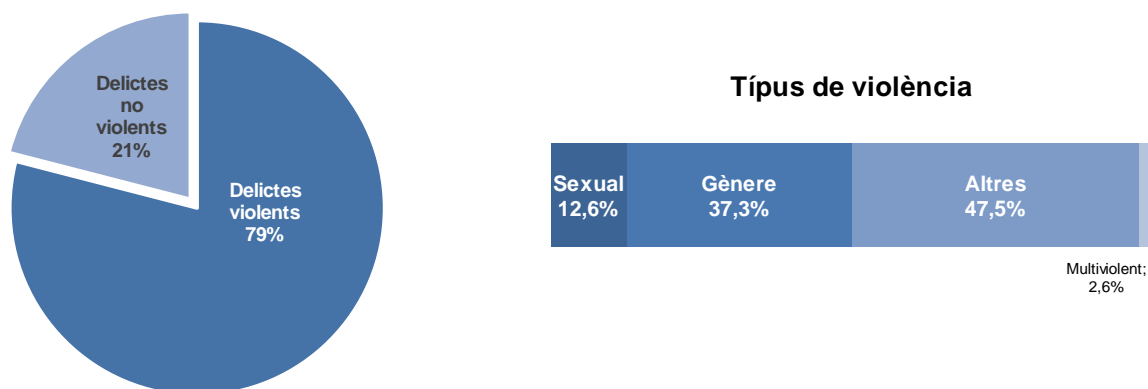 Delictes
no
violents
21%
Delictes
violents
79%
Típus de violència
Sexual
12,6%
Gènere
37,3%
Altres
47,5%
Multiviolent;
2,6%